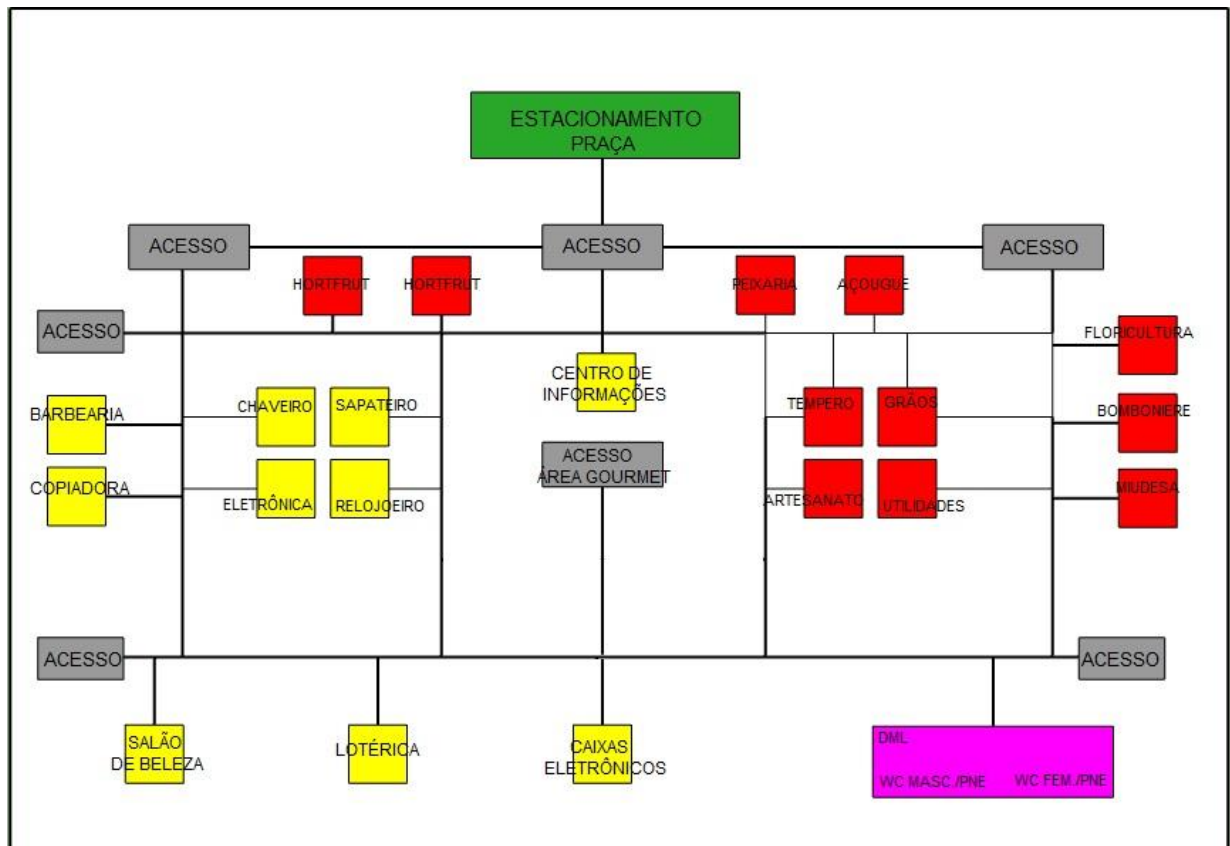 ESTACIONAMENTO
PRAÇA
ACESSO
ACESSO
ACESSO
HORTFRUT
HORTFRUT
PEIXARIA
AÇOUGUE
ACESSO
FLORICULTURA
CENTRO DE
INFORMAÇÕES
BARBEARIA
CHAVEIRO
SAPATEIRO
TEMPERO
GRÃOS
BOMBONIERE
ACESSO
ÁREA GOURMET
COPIADORA
ELETRÔNICA
RELOJOEIRO
ARTESANATO
UTILIDADES
MIUDESA
ACESSO
ACESSO
SALÃO
DE BELEZA
LOTÉRICA
CAIXAS
ELETRÔNICOS
DML
WC MASC./PNE
WC FEM./PNE